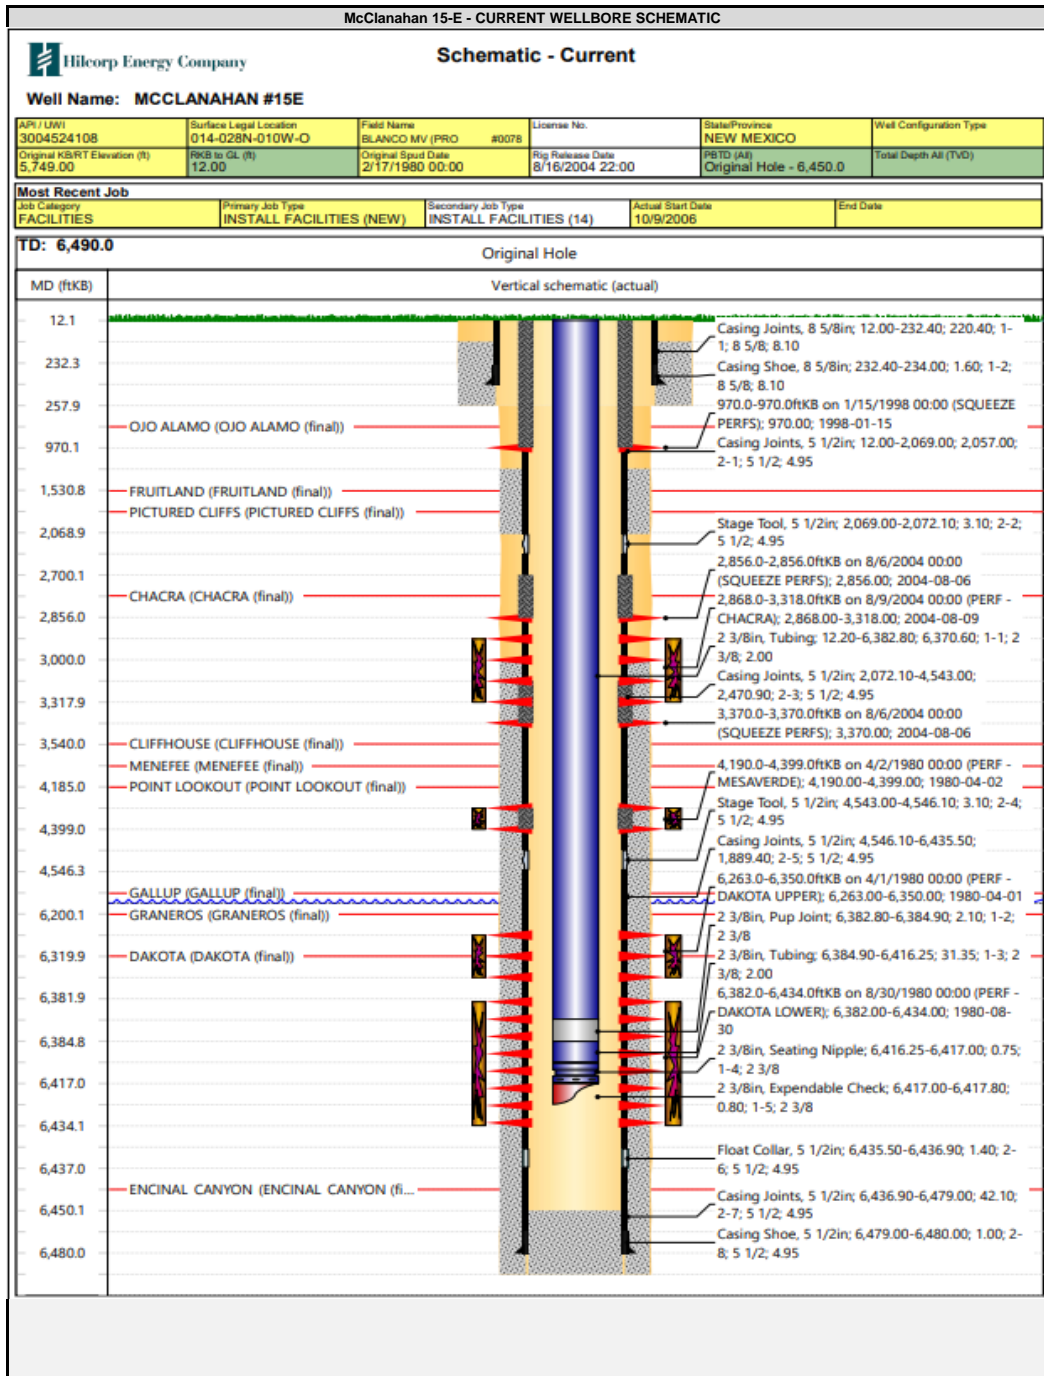 McClanahan 15-E - CURRENT WELLBORE SCHEMATIC
Hilcorp Energy Company
Schematic - Current
Well Name: MCCLANAHAN #15E
API / UWI
3004524108
Surface Legal Location
014-028N-010W-O
Field Name
BLANCO MV (PRO #0078
License No.
State/Province
NEW MEXICO
Well Configuration Type
Original KB/RT Elevation (ft)
5,749.00
RKB to GL (ft)
12.00
Original Spud Date
2/17/1980 00:00
Rig Release Date
8/16/2004 22:00
PBTD (All)
Original Hole - 6,450.0
Total Depth All (TVD)
Most Recent Job
Job Category
FACILITIES
Primary Job Type
INSTALL FACILITIES (NEW)
Secondary Job Type
INSTALL FACILITIES (14)
Actual Start Date
10/9/2006
End Date
TD: 6,490.0
Original Hole
MD (ftKB)
Vertical schematic (actual)
12.1
232.3
257.9
970.1
1,530.8
2,068.9
2,700.1
2,856.0
3,000.0
3,317.9
3,540.0
4,185.0
4,399.0
4,546.3
6,200.1
6,319.9
6,381.9
6,384.8
6,417.0
6,434.1
6,437.0
6,450.1
6,480.0
OJO ALAMO (OJO ALAMO (final))
FRUITLAND (FRUITLAND (final))
PICTURED CLIFFS (PICTURED CLIFFS (final))
CHACRA (CHACRA (final))
CLIFFHOUSE (CLIFFHOUSE (final))
MENEFEE (MENEFEE (final))
POINT LOOKOUT (POINT LOOKOUT (final))
GALLUP (GALLUP (final))
GRANEROS (GRANEROS (final))
DAKOTA (DAKOTA (final))
ENCINAL CANYON (ENCINAL CANYON (fi...
Casing Joints, 8 5/8in; 12.00-232.40; 220.40; 1-
1; 8 5/8; 8.10
Casing Shoe, 8 5/8in; 232.40-234.00; 1.60; 1-2;
8 5/8; 8.10
970.0-970.0ftKB on 1/15/1998 00:00 (SQUEEZE
PERFS); 970.00; 1998-01-15
Casing Joints, 5 1/2in; 12.00-2,069.00; 2,057.00;
2-1; 5 1/2; 4.95
Stage Tool, 5 1/2in; 2,069.00-2,072.10; 3.10; 2-2;
5 1/2; 4.95
2,856.0-2,856.0ftKB on 8/6/2004 00:00
(SQUEEZE PERFS); 2,856.00; 2004-08-06
2,868.0-3,318.0ftKB on 8/9/2004 00:00 (PERF -
CHACRA); 2,868.00-3,318.00; 2004-08-09
2 3/8in, Tubing; 12.20-6,382.80; 6,370.60; 1-1; 2
3/8; 2.00
Casing Joints, 5 1/2in; 2,072.10-4,543.00;
2,470.90; 2-3; 5 1/2; 4.95
3,370.0-3,370.0ftKB on 8/6/2004 00:00
(SQUEEZE PERFS); 3,370.00; 2004-08-06
4,190.0-4,399.0ftKB on 4/2/1980 00:00 (PERF -
MESAVERDE); 4,190.00-4,399.00; 1980-04-02
Stage Tool, 5 1/2in; 4,543.00-4,546.10; 3.10; 2-4;
5 1/2; 4.95
Casing Joints, 5 1/2in; 4,546.10-6,435.50;
1,889.40; 2-5; 5 1/2; 4.95
6,263.0-6,350.0ftKB on 4/1/1980 00:00 (PERF -
DAKOTA UPPER); 6,263.00-6,350.00; 1980-04-01
2 3/8in, Pup Joint; 6,382.80-6,384.90; 2.10; 1-2;
2 3/8
2 3/8in, Tubing; 6,384.90-6,416.25; 31.35; 1-3; 2
3/8; 2.00
6,382.0-6,434.0ftKB on 8/30/1980 00:00 (PERF -
DAKOTA LOWER); 6,382.00-6,434.00; 1980-08-
30
2 3/8in, Seating Nipple; 6,416.25-6,417.00; 0.75;
1-4; 2 3/8
2 3/8in, Expendable Check; 6,417.00-6,417.80;
0.80; 1-5; 2 3/8
Float Collar, 5 1/2in; 6,435.50-6,436.90; 1.40; 2-
6; 5 1/2; 4.95
Casing Joints, 5 1/2in; 6,436.90-6,479.00; 42.10;
2-7; 5 1/2; 4.95
Casing Shoe, 5 1/2in; 6,479.00-6,480.00; 1.00; 2-
8; 5 1/2; 4.95